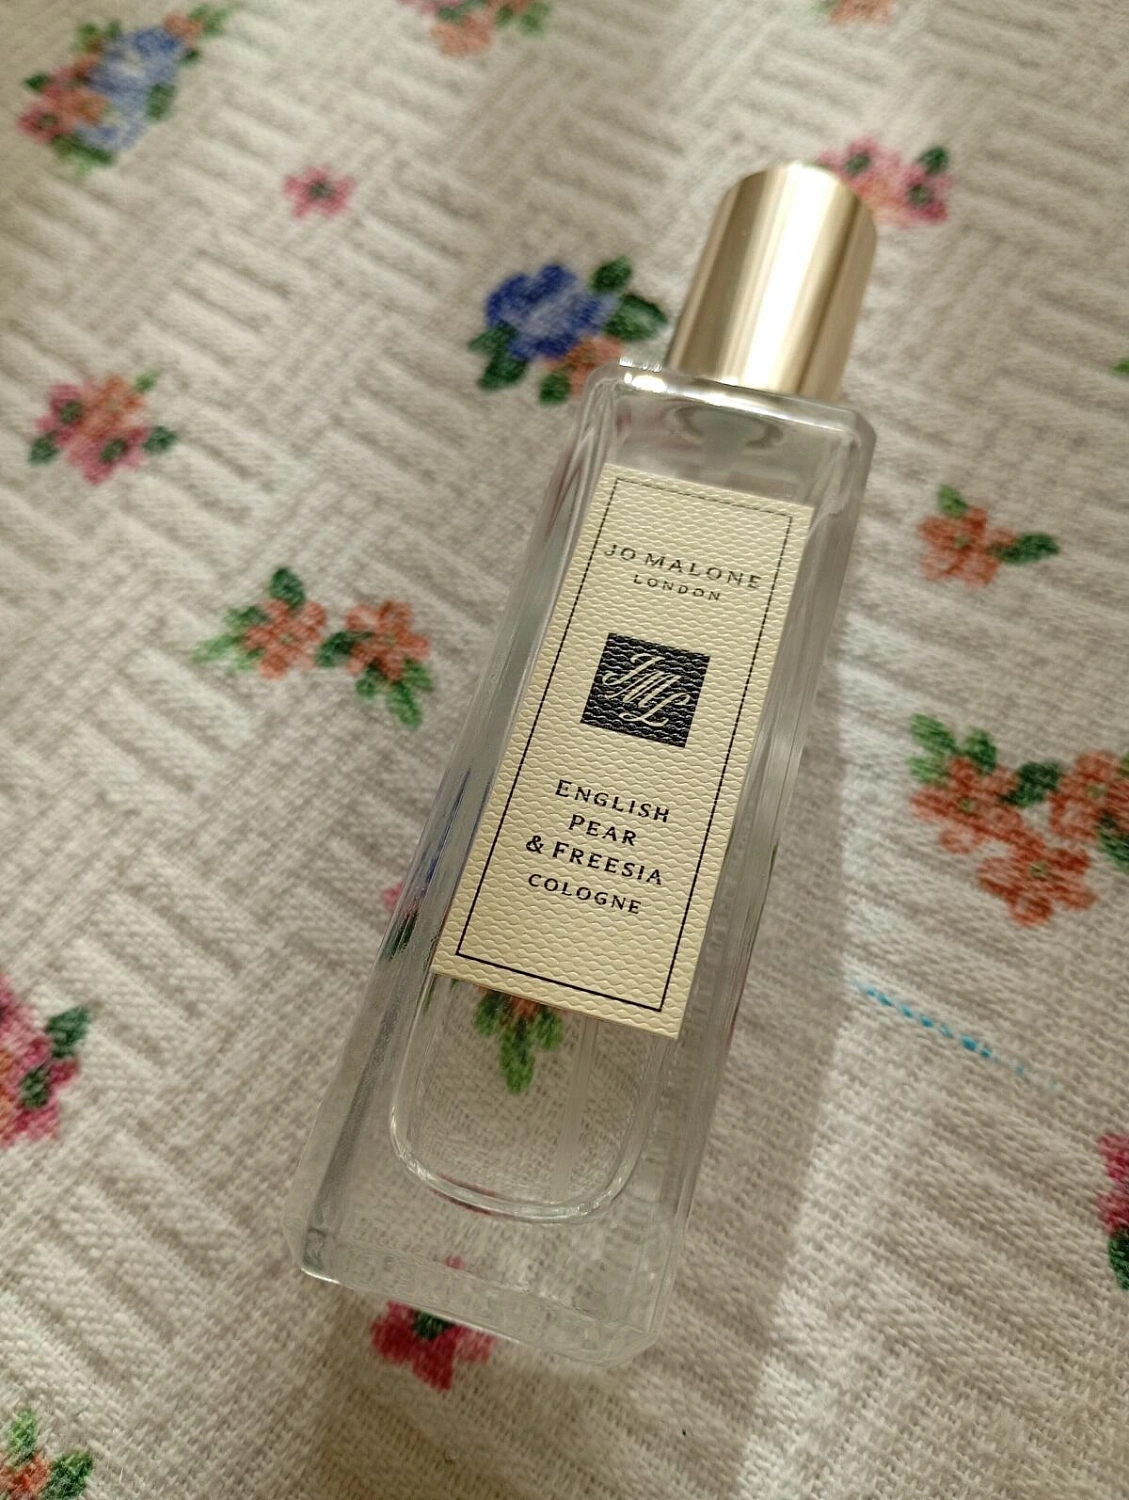 JO MALONE
LONDON
JML
ENGLISH
PEAR
& FREESIA
COLOGNE